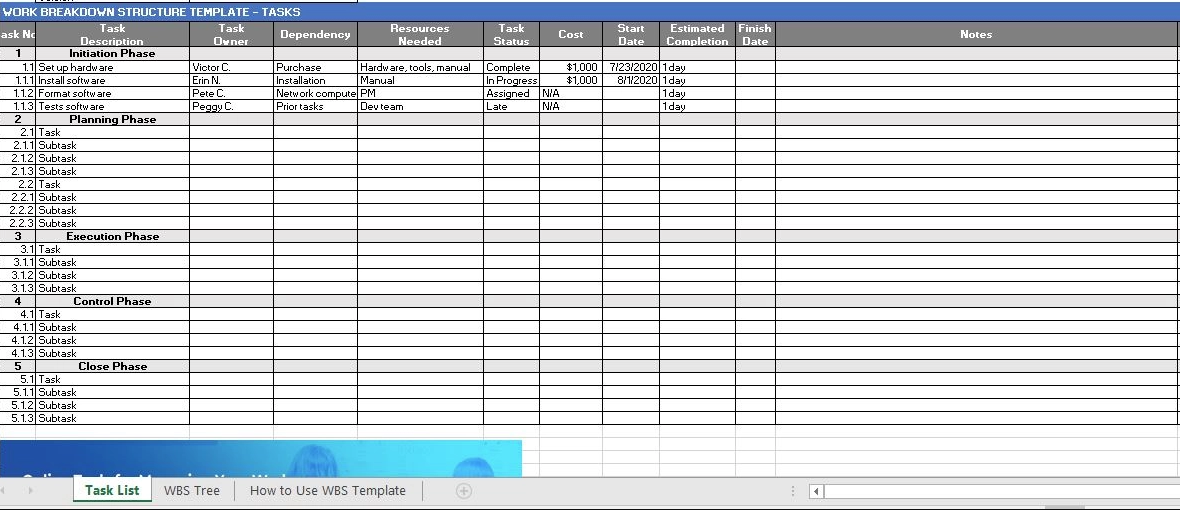 WORK BREAKDOWN STRUCTURE TEMPLATE - TASKS
ask No Task Description Task Owner Dependency Resources Needed Task Status Cost Start Date Estimated Completion Finish Date Notes
1 Initiation Phase
1.1 Set up hardware Victor C. Purchase Hardware, tools, manual Complete $1,000 7/23/2020 1 day
1.1.1 Install software Erin N. Installation Manual In Progress $1,000 8/1/2020 1 day
1.1.2 Format software Pete C. Network compute PM Assigned N/A 1 day
1.1.3 Tests software Peggy C. Prior tasks Dev team Late N/A 1 day
2 Planning Phase
2.1 Task
2.1.1 Subtask
2.1.2 Subtask
2.1.3 Subtask
2.2 Task
2.2.1 Subtask
2.2.2 Subtask
2.2.3 Subtask
3 Execution Phase
3.1 Task
3.1.1 Subtask
3.1.2 Subtask
3.1.3 Subtask
4 Control Phase
4.1 Task
4.1.1 Subtask
4.1.2 Subtask
4.1.3 Subtask
5 Close Phase
5.1 Task
5.1.1 Subtask
5.1.2 Subtask
5.1.3 Subtask
Task List WBS Tree How to Use WBS Template